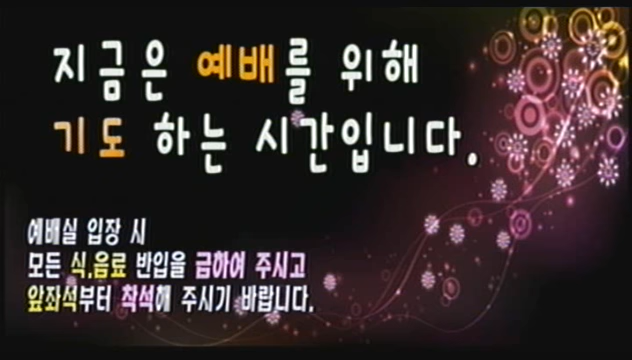 지금은 예배를 위해
기도 하는 시간입니다.
예배실 입장 시
모든 식,음료 반입을 금하여 주시고
앞좌석부터 착석해 주시기 바랍니다.